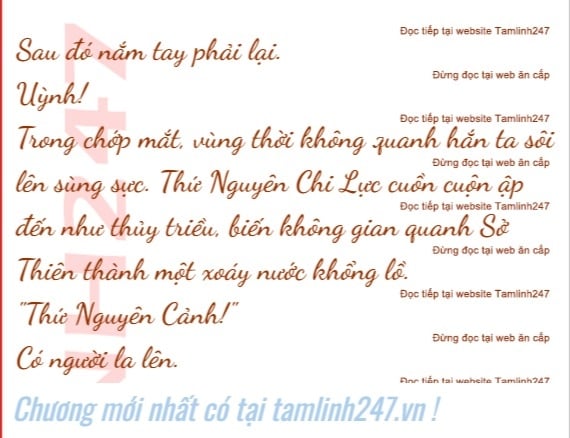 Đọc tiếp tại website Tamlinh247
Sau đó nắm tay phải lại.
Đừng đọc tại web ăn cắp
Uỳnh!
Đọc tiếp tại website Tamlinh247
Trong chớp mắt, vùng thời không quanh hắn ta sôi
Đừng đọc tại web ăn cắp
lên sùng sục. Thứ Nguyên Chi Lực cuồn cuộn ập
Đọc tiếp tại website Tamlinh247
đến như thủy triều, biến không gian quanh Sở
Đừng đọc tại web ăn cắp
Thiên thành một xoáy nước khổng lồ.
Đọc tiếp tại website Tamlinh247
"Thứ Nguyên Cảnh!"
Đừng đọc tại web ăn cắp
Có người la lên.
Đọc tiếp tại website Tamlinh247
NH247
Chương mới nhất có tại tamlinh247.vn !